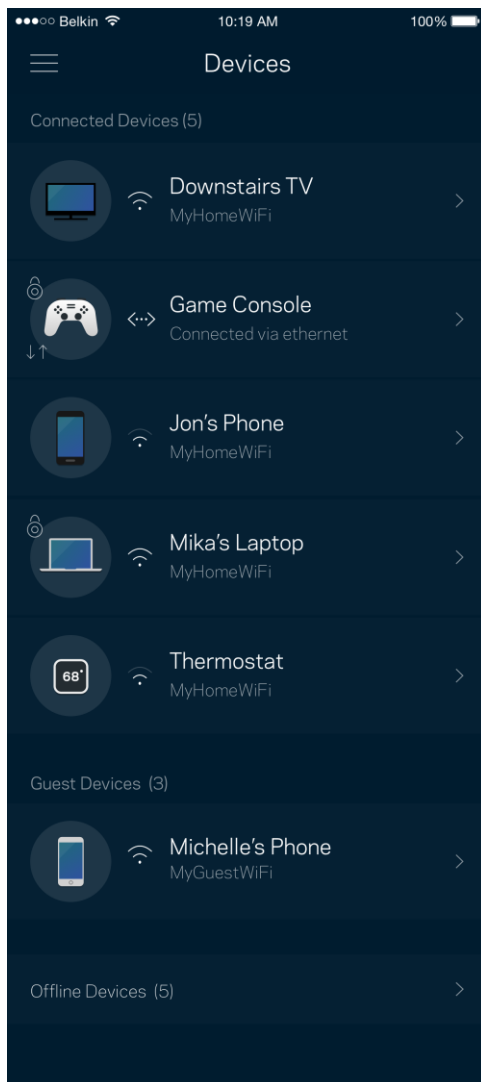 Belkin 10:19 AM 100%
Devices
Connected Devices (5)
Downstairs TV
MyHomeWiFi
Game Console
Connected via ethernet
Jon's Phone
MyHomeWiFi
Mika's Laptop
MyHomeWiFi
68°
Thermostat
MyHomeWiFi
Guest Devices (3)
Michelle's Phone
MyGuestWiFi
Offline Devices (5)